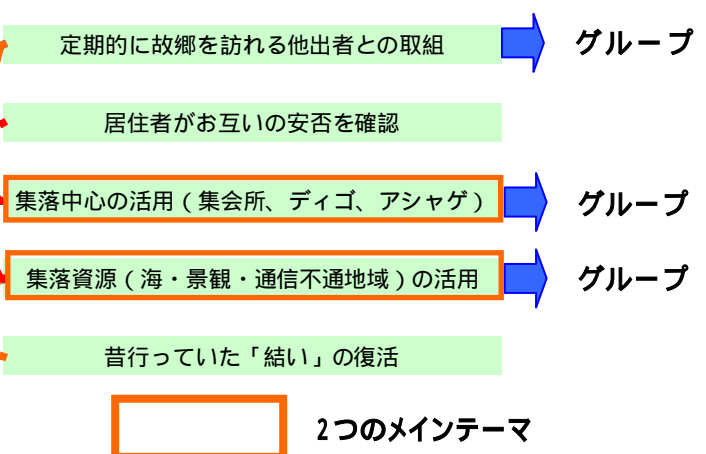 定期的に故郷を訪れる他出者との取組
グループ
居住者がお互いの安否を確認
集落中心の活用(集会所、ディゴ、アシャゲ)
グループ
集落資源(海・景観・通信不通地域)の活用
グループ
昔行っていた「結い」の復活
2つのメインテーマ